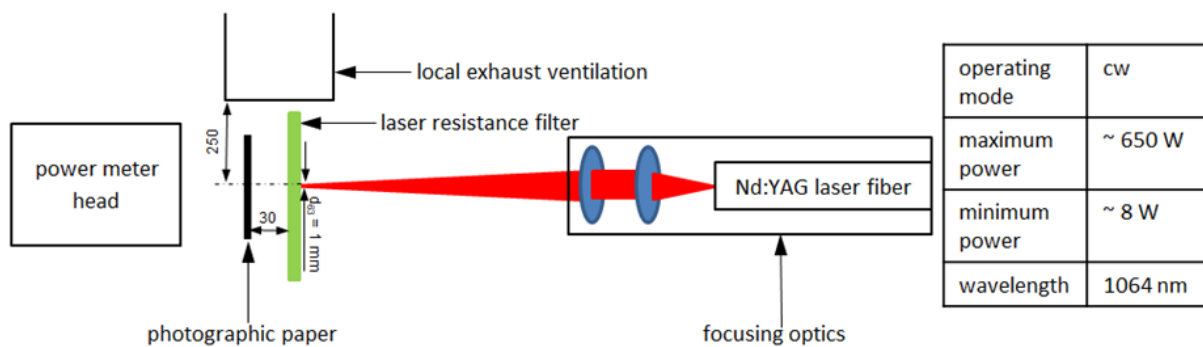 local exhaust ventilation
laser resistance filter
250
power meter
head
30
d63 = 1 mm
Nd:YAG laser fiber
photographic paper
focusing optics
operating
mode
cw
maximum
power
~ 650 W
minimum
power
~ 8 W
wavelength
1064 nm